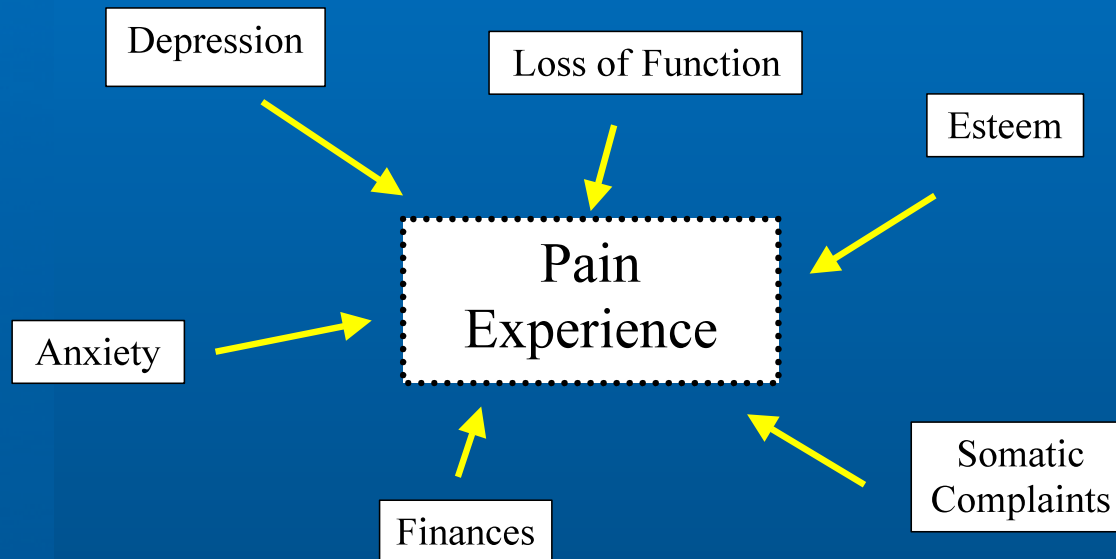 Depression
Loss of Function
Esteem
Pain
Experience
Anxiety
Somatic
Complaints
Finances